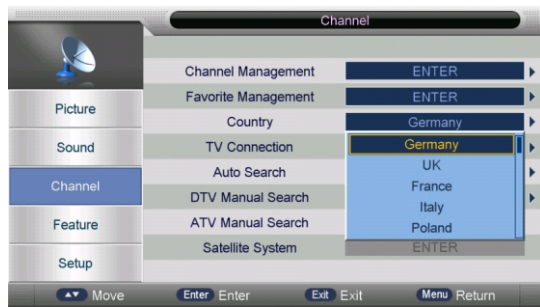 Channel
Channel Management ENTER
Favorite Management ENTER
Country Germany
TV Connection Germany
UK
Auto Search
France
DTV Manual Search
Italy
ATV Manual Search
Poland
Satellite System ENTER
Picture
Sound
Channel
Feature
Setup
Move Enter Enter Exit Exit Menu Return